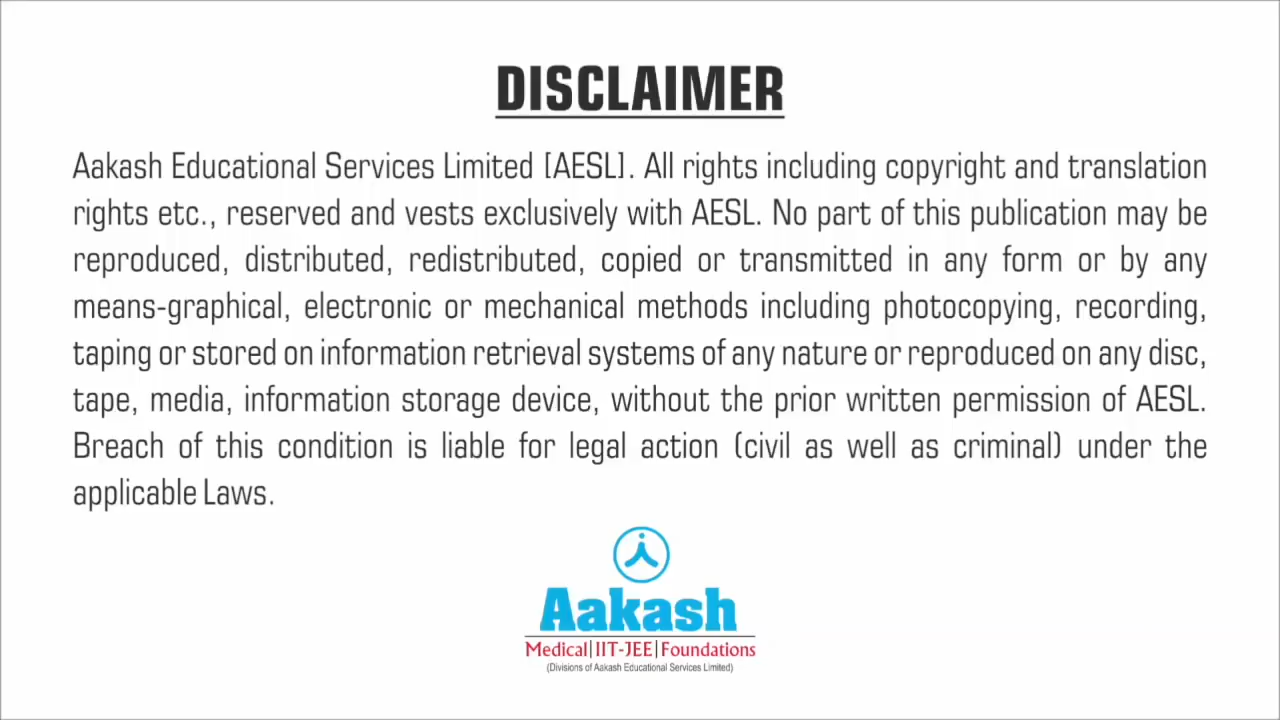 DISCLAIMER
Aakash Educational Services Limited [AESL]. All rights including copyright and translation
rights etc., reserved and vests exclusively with AESL. No part of this publication may be
reproduced, distributed, redistributed, copied or transmitted in any form or by any
means-graphical, electronic or mechanical methods including photocopying, recording,
taping or stored on information retrieval systems of any nature or reproduced on any disc,
tape, media, information storage device, without the prior written permission of AESL.
Breach of this condition is liable for legal action (civil as well as criminal) under the
applicable Laws.
Aakash
Medical|IIT-JEE|Foundations
(Divisions of Aakash Educational Services Limited)